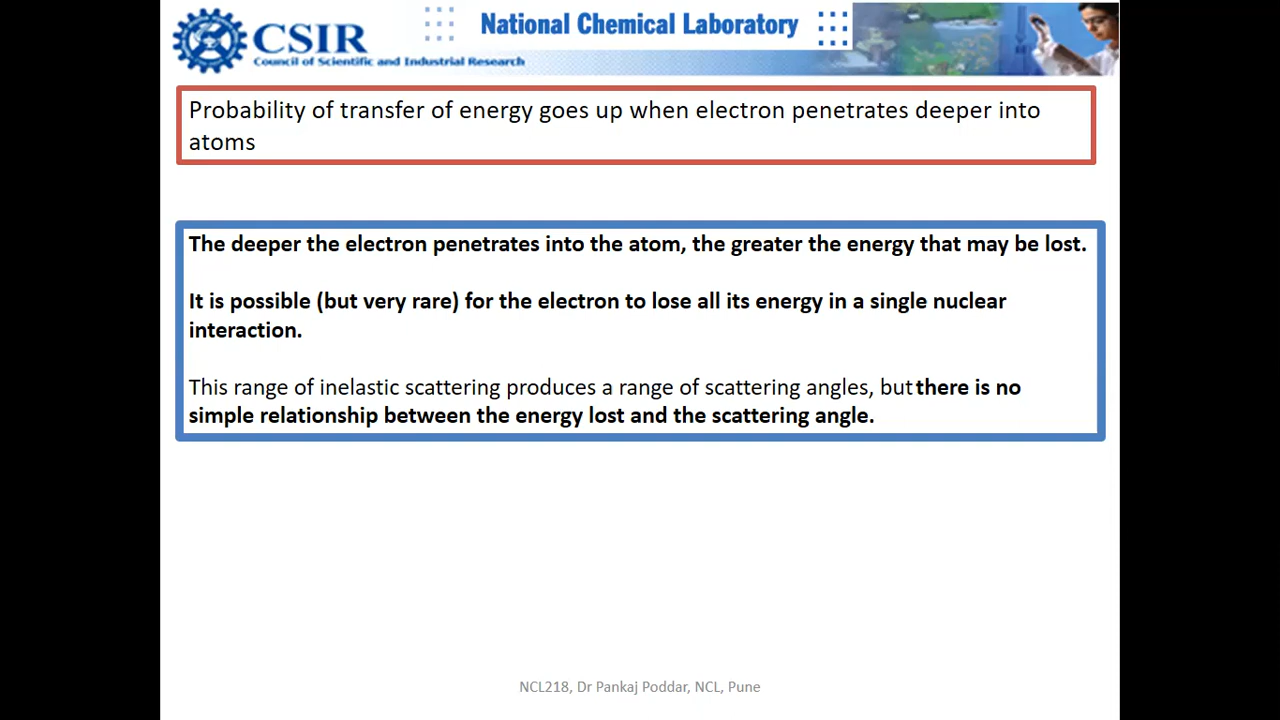 CSIR
Council of Scientific and Industrial Research
National Chemical Laboratory
Probability of transfer of energy goes up when electron penetrates deeper into
atoms
The deeper the electron penetrates into the atom, the greater the energy that may be lost.
It is possible (but very rare) for the electron to lose all its energy in a single nuclear
interaction.
This range of inelastic scattering produces a range of scattering angles, but there is no
simple relationship between the energy lost and the scattering angle.
NCL218, Dr Pankaj Poddar, NCL, Pune